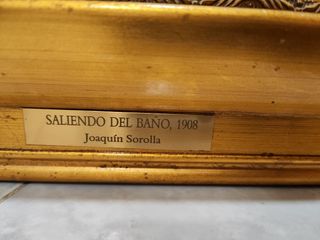 SALIENDO DEL BAÑO, 1908
Joaquín Sorolla